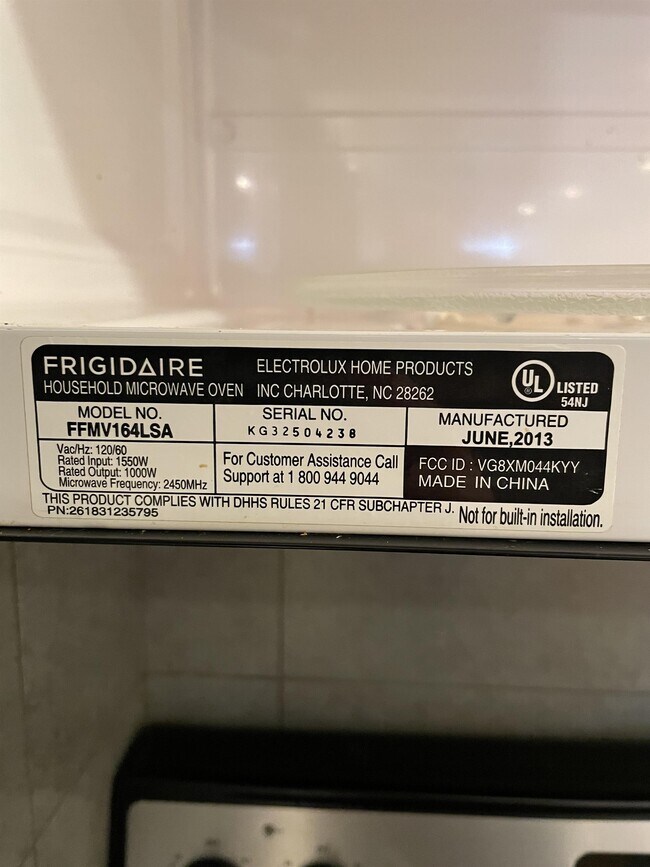 FRIGIDAIRE
HOUSEHOLD MICROWAVE OVEN
ELECTROLUX HOME PRODUCTS
INC CHARLOTTE, NC 28262
UL LISTED
54NJ
MODEL NO.
FFMV164LSA
SERIAL NO.
KG32504238
MANUFACTURED
JUNE,2013
Vac/Hz: 120/60
Rated Input: 1550W
Rated Output: 1000W
Microwave Frequency: 2450MHz
For Customer Assistance Call
Support at 1 800 944 9044
FCC ID : VG8XM044KYY
MADE IN CHINA
THIS PRODUCT COMPLIES WITH DHHS RULES 21 CFR SUBCHAPTER J.
PN:261831235795
Not for built-in installation.